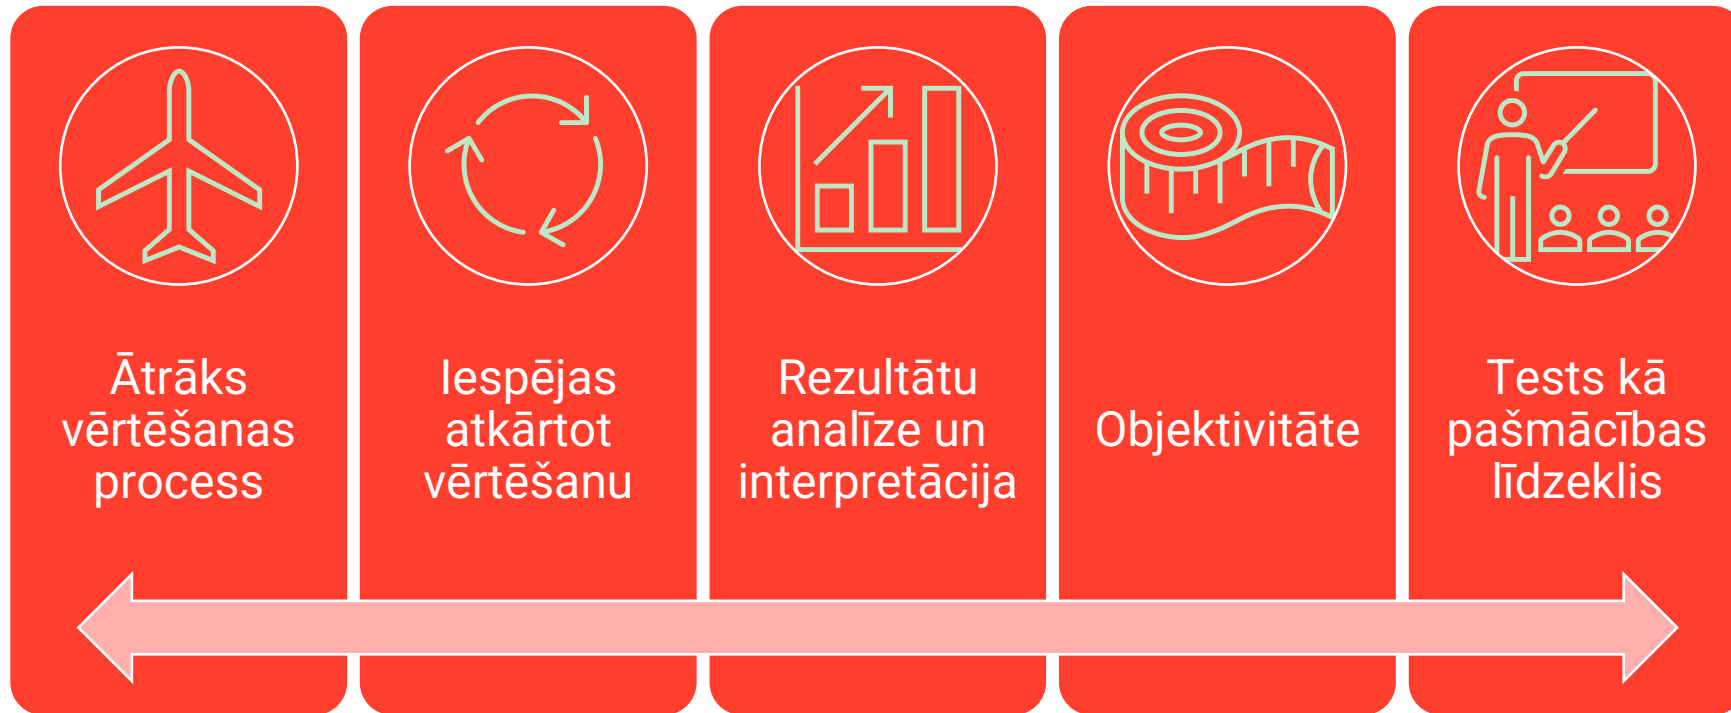 Ātrāks
vērtēšanas
process
Iespējas
atkārtot
vērtēšanu
Rezultātu
analīze un
interpretācija
Objektivitāte
Tests kā
pašmācības
līdzeklis